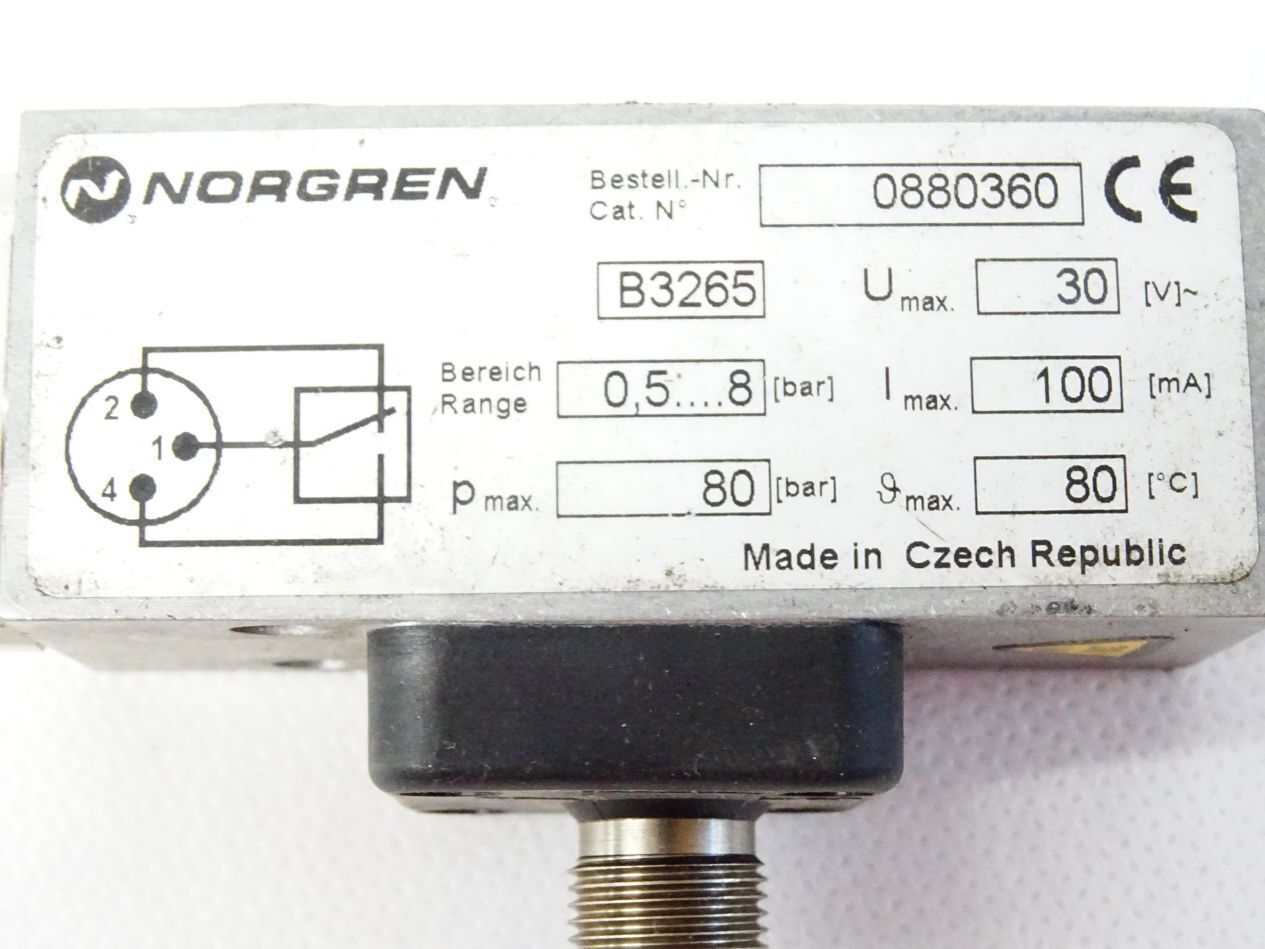 NORGREN
Bestell.-Nr. 0880360 CE
Cat. N°
B3265 U max. 30 [V]~
Bereich 0,5....8 [bar] I max. 100 [mA]
Range
p max. 80 [bar] ϑ max. 80 [°C]
2
1
4
Made in Czech Republic